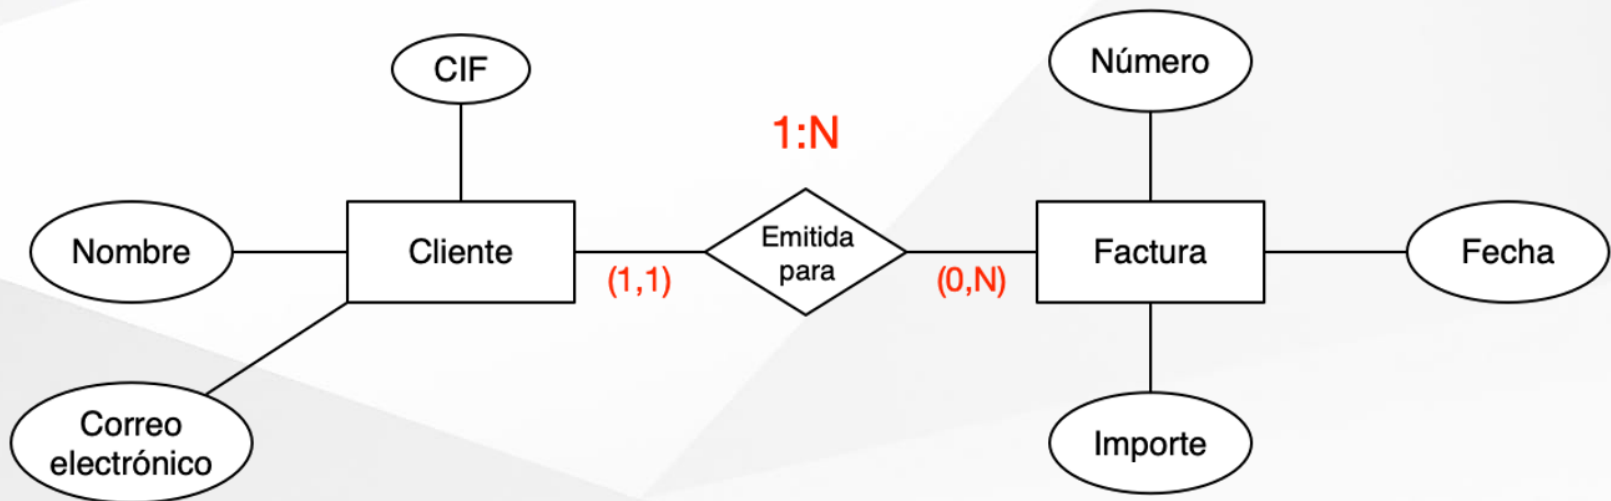 CIF
Número
1:N
Nombre
Cliente
Emitida
para
Factura
Fecha
(1,1)
(0,N)
Correo
electrónico
Importe